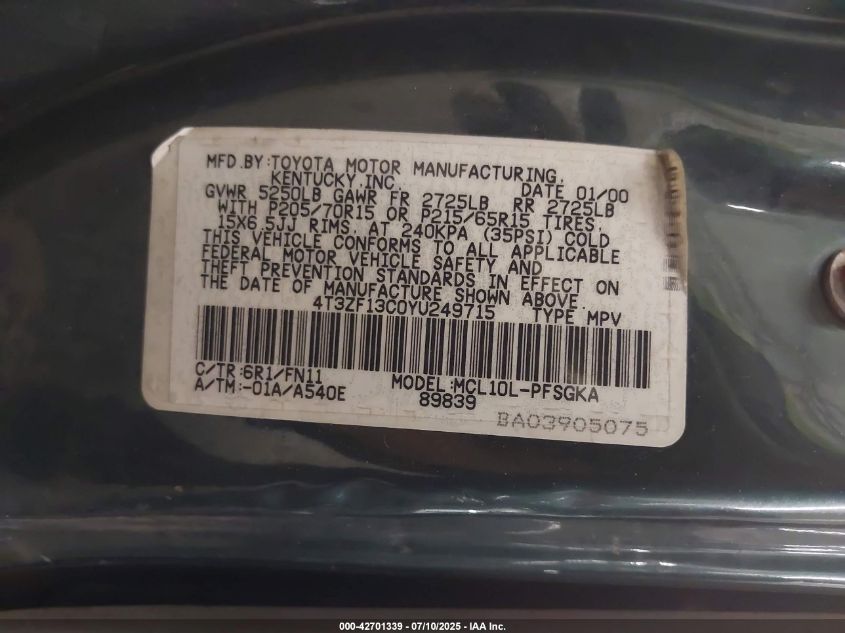 MFD.BY:TOYOTA MOTOR MANUFACTURING,
KENTUCKY,INC. DATE 01/00
GVWR 5250LB GAWR FR 2725LB RR 2725LB
WITH P205/70R15 OR P215/65R15 TIRES,
15X6.5JJ RIMS, AT 240KPA (35PSI) COLD
THIS VEHICLE CONFORMS TO ALL APPLICABLE
FEDERAL MOTOR VEHICLE SAFETY AND
THEFT PREVENTION STANDARDS IN EFFECT ON
THE DATE OF MANUFACTURE SHOWN ABOVE.
4T3ZF13C0YU249715 TYPE MPV
C/TR:6R1/FN11 MODEL:MCL10L-PFSGKA
A/TM:-01A/A540E 89839
BA03905075
000-42701339 - 07/10/2025 - IAA Inc.